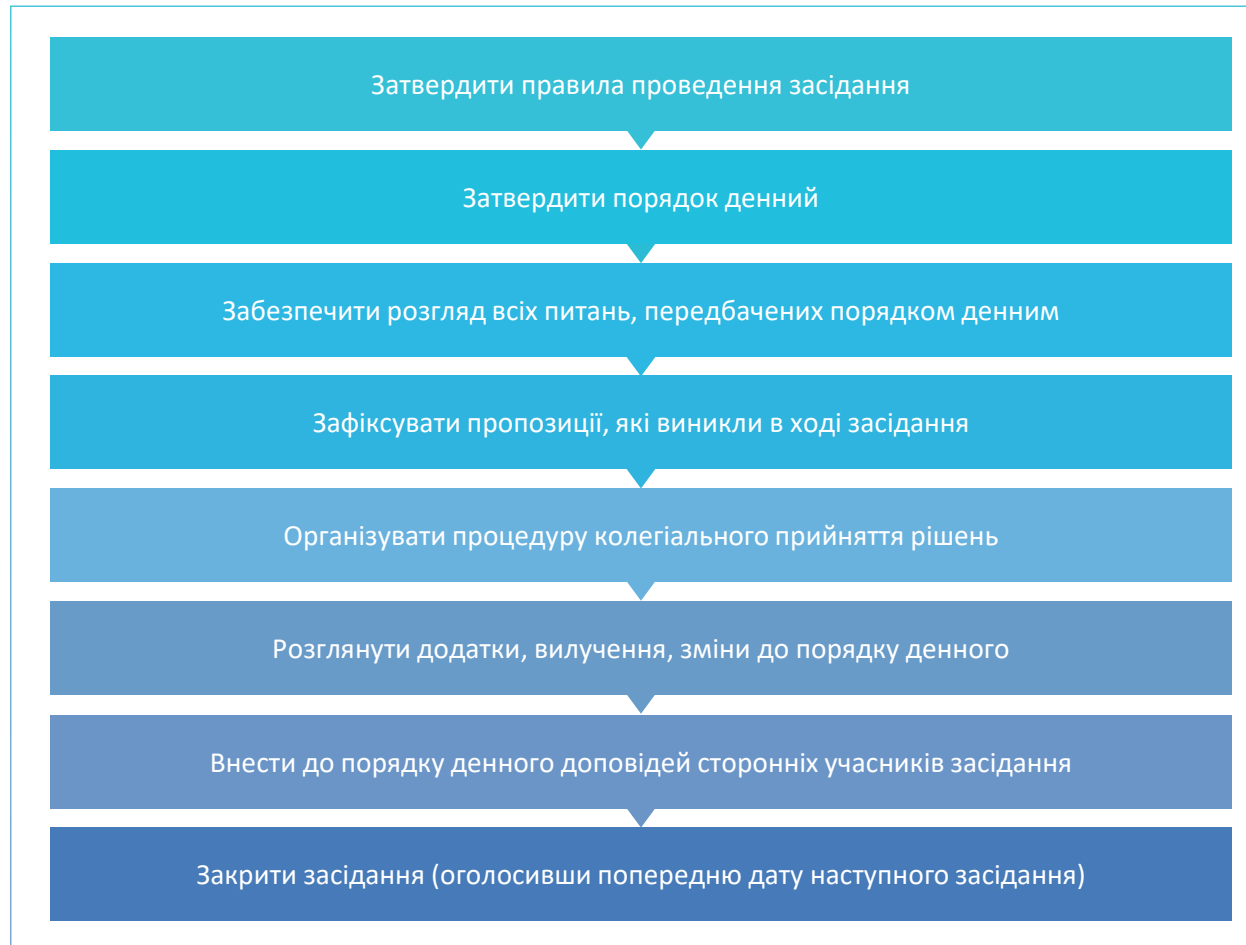 Затвердити правила проведення засідання
Затвердити порядок денний
Забезпечити розгляд всіх питань, передбачених порядком денним
Зафіксувати пропозиції, які виникли в ході засідання
Організувати процедуру колегіального прийняття рішень
Розглянути додатки, вилучення, зміни до порядку денного
Внести до порядку денного доповідей сторонніх учасників засідання
Закрити засідання (оголосивши попередню дату наступного засідання)